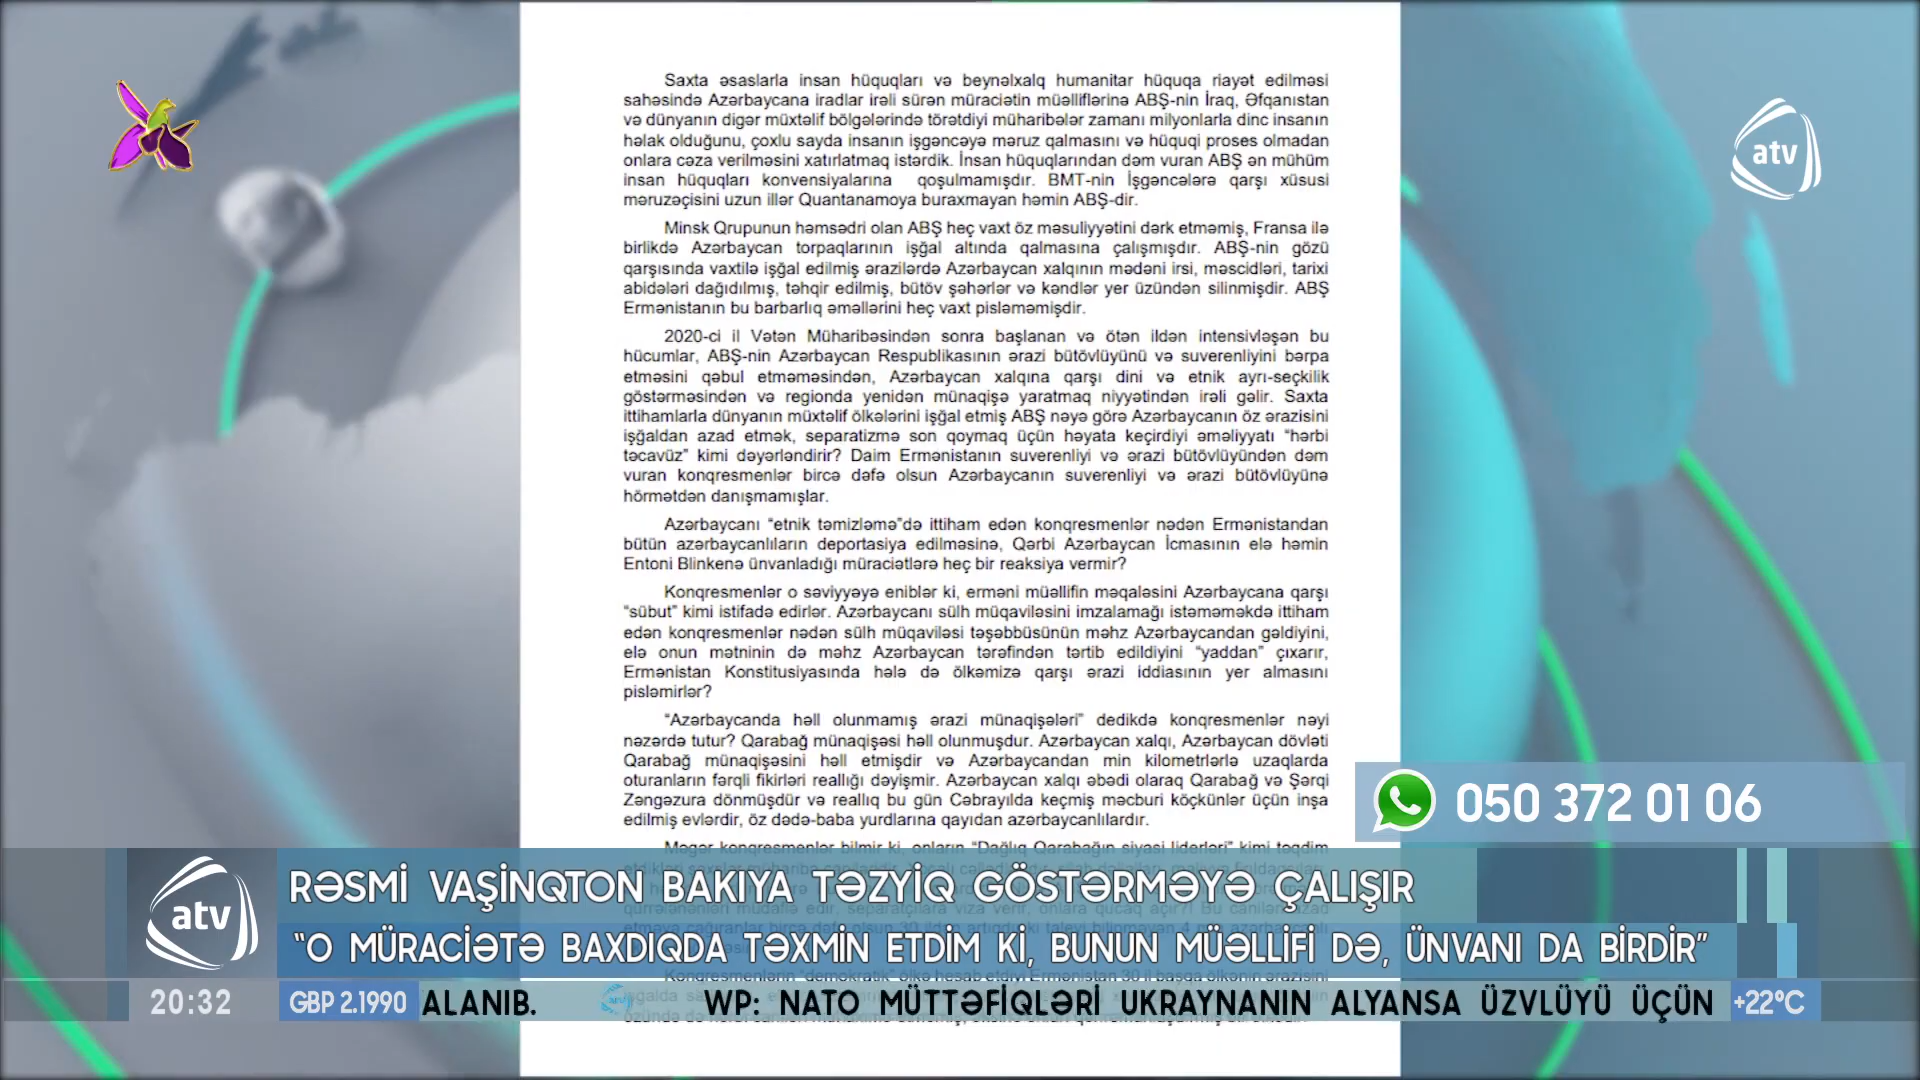 Saxta əsaslarla insan hüquqları və beynəlxalq humanitar hüquqa riayət edilməsi
sahəsində Azərbaycana iradlar irəli sürən müraciətin müəlliflərinə ABŞ-nin İraq, Əfqanıstan
və dünyanın digər müxtəlif bölgələrində törətdiyi müharibələr zamanı milyonlarla dinc insanın
həlak olduğunu, çoxlu sayda insanın işgəncəyə məruz qalmasını və hüquqi proses olmadan
onlara cəza verilməsini xatırlatmaq istərdik. İnsan hüquqlarından dəm vuran ABŞ ən mühüm
insan hüquqları konvensiyalarına qoşulmamışdır. BMT-nin İşgəncələrə qarşı xüsusi
məruzəçisini uzun illər Quantanamoya buraxmayan həmin ABŞ-dir.
Minsk Qrupunun həmsədri olan ABŞ heç vaxt öz məsuliyyətini dərk etməmiş, Fransa ilə
birlikdə Azərbaycan torpaqlarının işğal altında qalmasına çalışmışdır. ABŞ-nin gözü
qarşısında vaxtilə işğal edilmiş ərazilərdə Azərbaycan xalqının mədəni irsi, məscidləri, tarixi
abidələri dağıdılmış, təhqir edilmiş, bütöv şəhərlər və kəndlər yer üzündən silinmişdir. ABŞ
Ermənistanın bu barbarlıq əməllərini heç vaxt pisləməmişdir.
2020-ci il Vətən Müharibəsindən sonra başlanan və ötən ildən intensivləşən bu
hücumlar, ABŞ-nin Azərbaycan Respublikasının ərazi bütövlüyünü və suverenliyini bərpa
etməsini qəbul etməməsindən, Azərbaycan xalqına qarşı dini və etnik ayrı-seçkilik
göstərməsindən və regionda yenidən münaqişə yaratmaq niyyətindən irəli gəlir. Saxta
ittihamlarla dünyanın müxtəlif ölkələrini işğal etmiş ABŞ nəyə görə Azərbaycanın öz ərazisini
işğaldan azad etmək, separatizmə son qoymaq üçün həyata keçirdiyi əməliyyatı “hərbi
təcavüz” kimi dəyərləndirir? Daim Ermənistanın suverenliyi və ərazi bütövlüyündən dəm
vuran konqresmenlər bircə dəfə olsun Azərbaycanın suverenliyi və ərazi bütövlüyünə
hörmətdən danışmamışlar.
Azərbaycanı “etnik təmizləmə”də ittiham edən konqresmenlər nədən Ermənistandan
bütün azərbaycanlıların deportasiya edilməsinə, Qərbi Azərbaycan İcmasının elə həmin
Entoni Blinkenə ünvanladığı müraciətlərə heç bir reaksiya vermir?
Konqresmenlər o səviyyəyə eniblər ki, erməni müəllifin məqaləsini Azərbaycana qarşı
“sübut” kimi istifadə edirlər. Azərbaycanı sülh müqaviləsini imzalamağı istəməməkdə ittiham
edən konqresmenlər nədən sülh müqaviləsi təşəbbüsünün məhz Azərbaycandan gəldiyini,
elə onun mətninin də məhz Azərbaycan tərəfindən tərtib edildiyini “yaddan” çıxarır,
Ermənistan Konstitusiyasında hələ də ölkəmizə qarşı ərazi iddiasının yer almasını
pisləmirlər?
“Azərbaycanda həll olunmamış ərazi münaqişələri” dedikdə konqresmenlər nəyi
nəzərdə tutur? Qarabağ münaqişəsi həll olunmuşdur. Azərbaycan xalqı, Azərbaycan dövləti
Qarabağ münaqişəsini həll etmişdir və Azərbaycandan min kilometrlərlə uzaqlarda
oturanların fərqli fikirləri reallığı dəyişmir. Azərbaycan xalqı əbədi olaraq Qarabağ və Şərqi
Zəngəzura dönmüşdür və reallıq bu gün Cəbrayılda keçmiş məcburi köçkünlər üçün inşa
edilmiş evlərdir, öz dədə-baba yurdlarına qayıdan azərbaycanlılardır.
Məgər konqresmenlər bilmir ki, onların “Dağlıq Qarabağın siyasi liderləri” kimi təqdim
atv
050 372 01 06
atv
RƏSMİ VAŞİNQTON BAKIYA TƏZYİQ GÖSTƏRMƏYƏ ÇALIŞIR
“O MÜRACİƏTƏ BAXDIQDA TƏXMİN ETDİM Kİ, BUNUN MÜƏLLİFİ DƏ, ÜNVANI DA BİRDİR”
20:32 GBP 2.1990 ALANIB. atv WP: NATO MÜTTƏFİQLƏRİ UKRAYNANIN ALYANSA ÜZVLÜYÜ ÜÇÜN +22°C